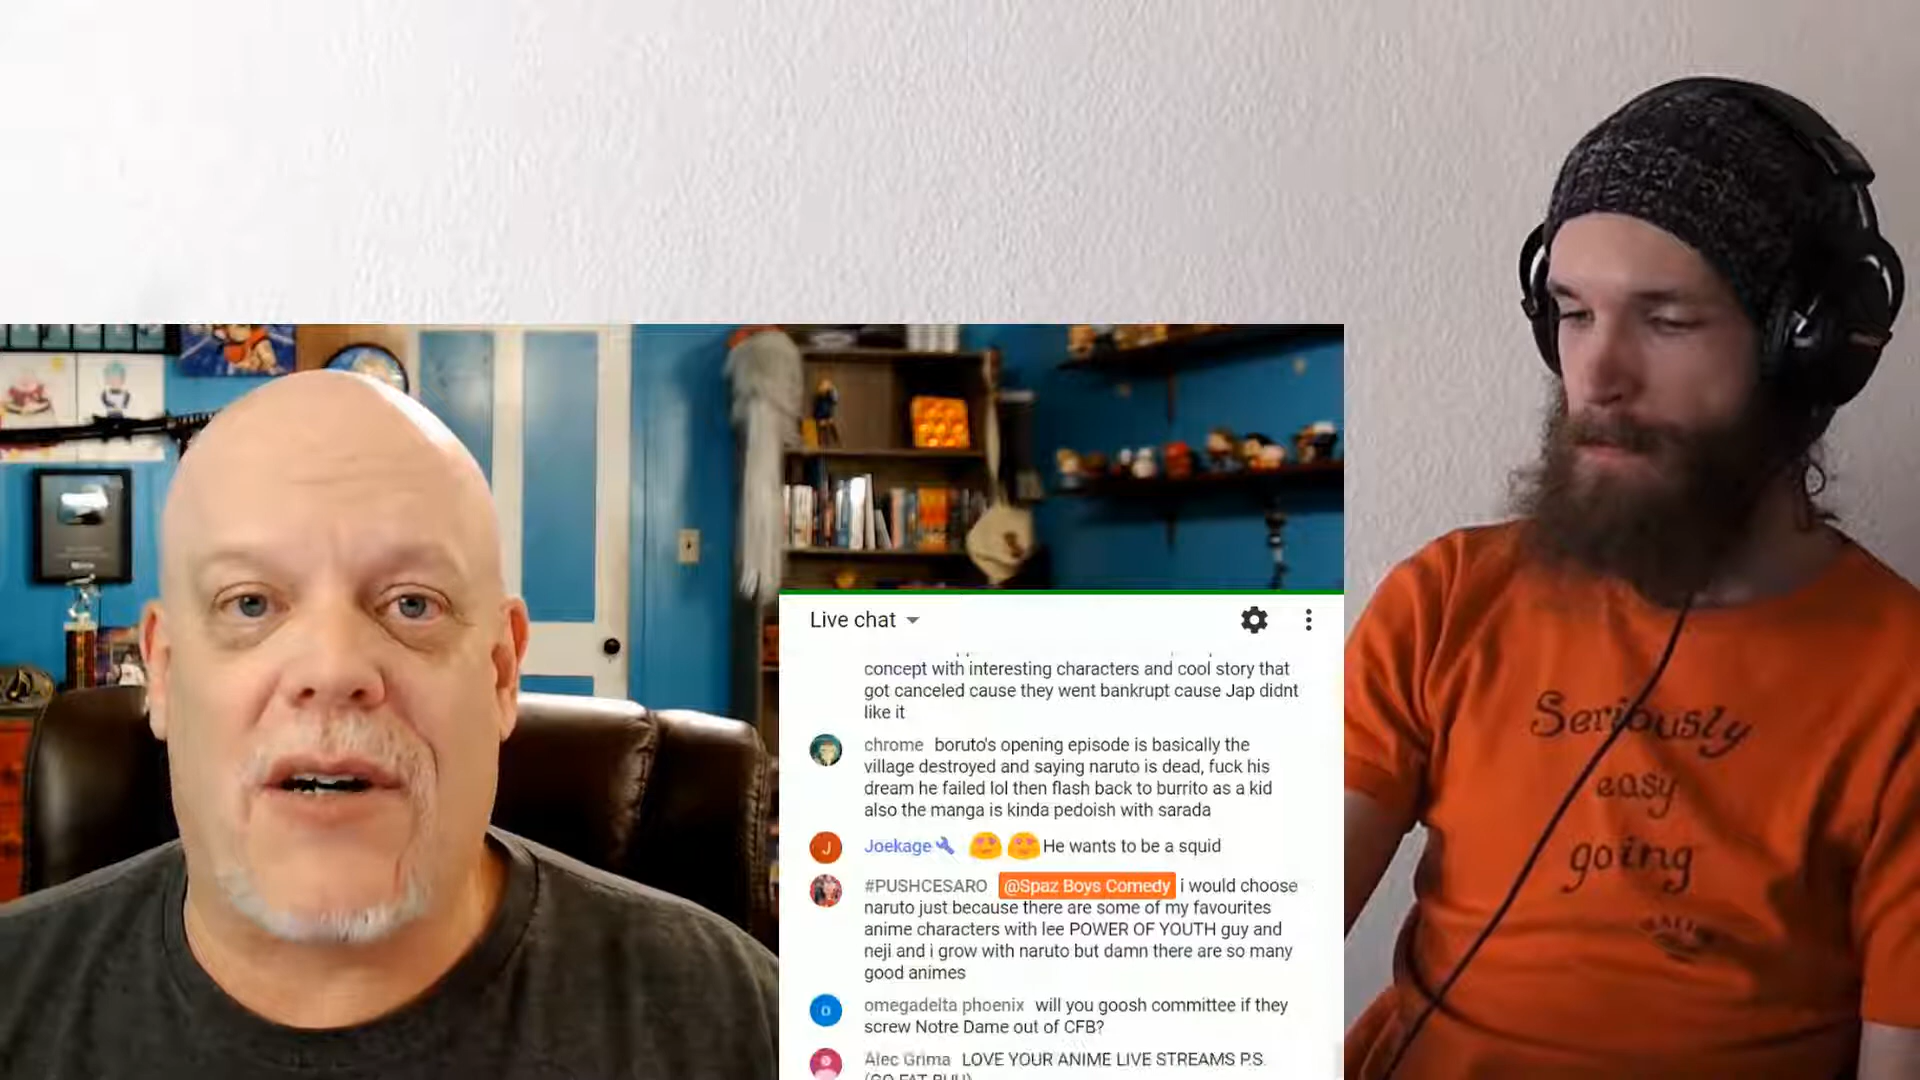 Live chat
concept with interesting characters and cool story that
got canceled cause they went bankrupt cause Jap didnt
like it
chrome boruto's opening episode is basically the
village destroyed and saying naruto is dead, fuck his
dream he failed lol then flash back to burrito as a kid
also the manga is kinda pedoish with sarada
J
Joekage He wants to be a squid
#PUSHCESARO @Spaz Boys Comedy i would choose
naruto just because there are some of my favourites
anime characters with lee POWER OF YOUTH guy and
neji and i grow with naruto but damn there are so many
good animes
o
omegadelta phoenix will you goosh committee if they
screw Notre Dame out of CFB?
Alec Grima LOVE YOUR ANIME LIVE STREAMS P.S.
Seriously
easy
going